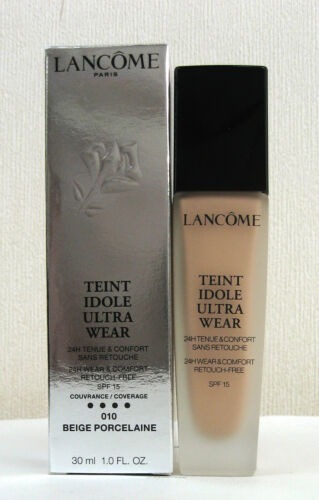 LANCÔME
PARIS
TEINT
IDOLE
ULTRA
WEAR
24H TENUE & CONFORT
SANS RETOUCHE
24H WEAR & COMFORT
RETOUCH-FREE
SPF 15
COUVRANCE / COVERAGE
010
BEIGE PORCELAINE
30 ml 1.0 FL. OZ.
LANCÔME
TEINT
IDOLE
ULTRA
WEAR
24H TENUE & CONFORT
SANS RETOUCHE
24H WEAR & COMFORT
RETOUCH-FREE
SPF 15